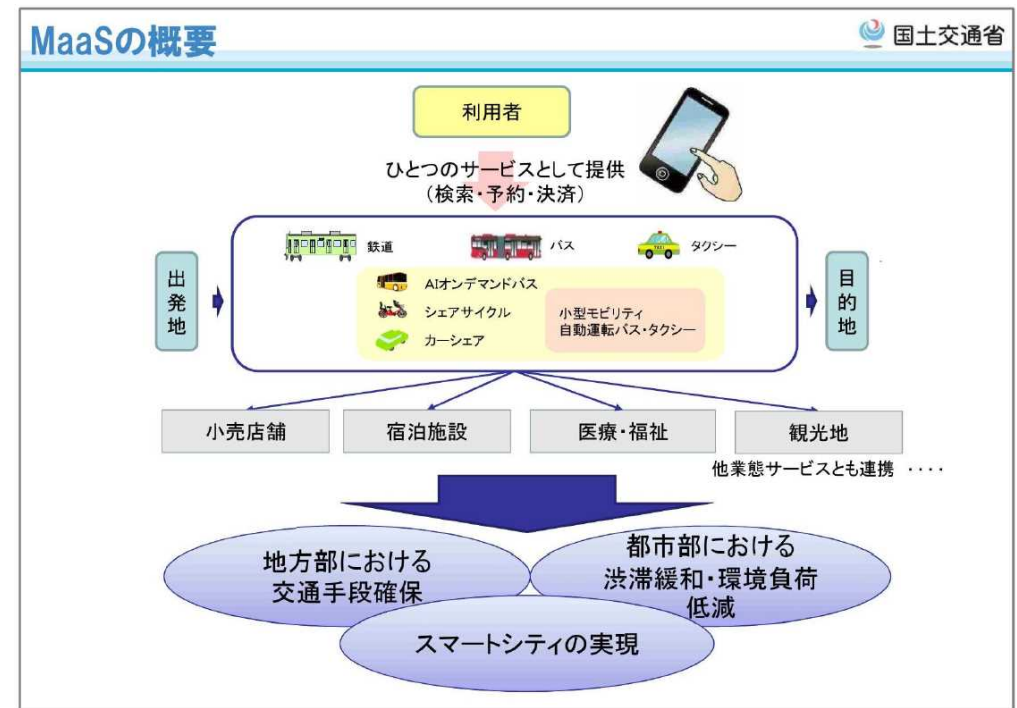 MaaSの概要
国土交通省
利用者
ひとつのサービスとして提供
（検索・予約・決済）
鉄道
バス
TAXI
タクシー
出発地
AIオンデマンドバス
シェアサイクル
カーシェア
小型モビリティ
自動運転バス・タクシー
目的地
小売店舗
宿泊施設
医療・福祉
観光地
他業態サービスとも連携 ・・・・
地方部における
交通手段確保
都市部における
渋滞緩和・環境負荷
低減
スマートシティの実現